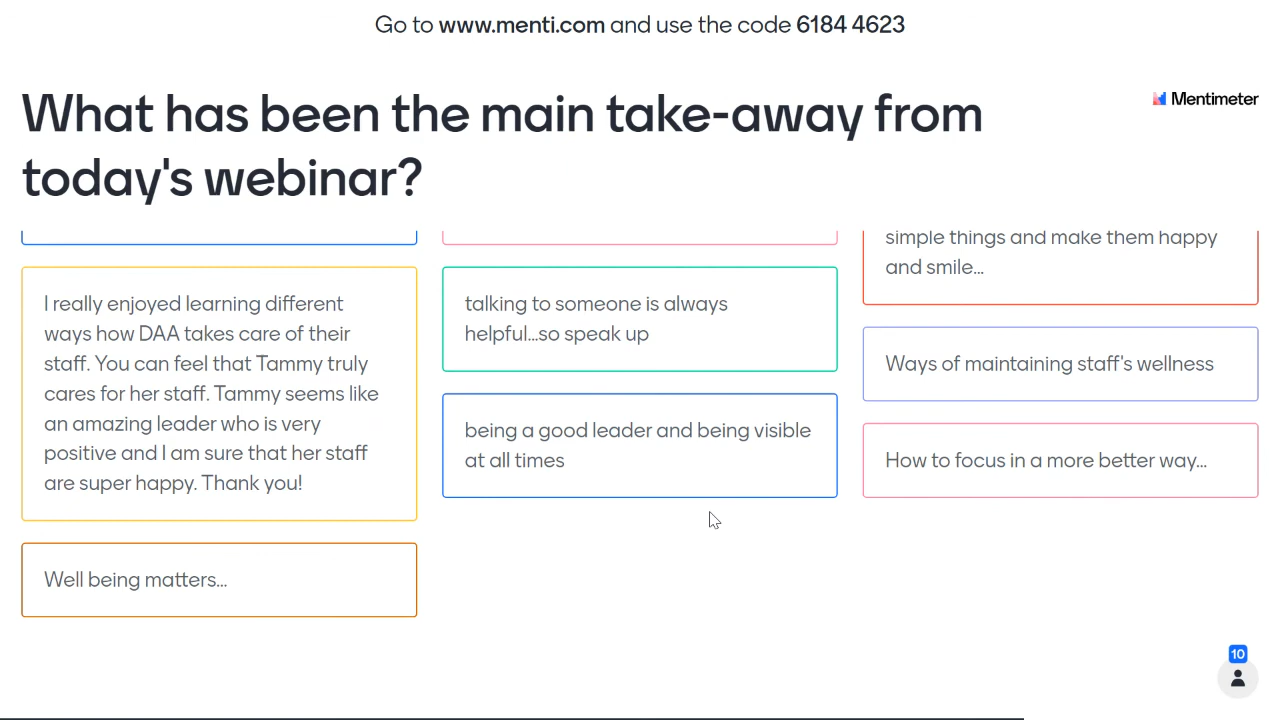 Go to www.menti.com and use the code 6184 4623
What has been the main take-away from
today's webinar?
Mentimeter
I really enjoyed learning different
ways how DAA takes care of their
staff. You can feel that Tammy truly
cares for her staff. Tammy seems like
an amazing leader who is very
positive and I am sure that her staff
are super happy. Thank you!
Well being matters...
talking to someone is always
helpful...so speak up
being a good leader and being visible
at all times
simple things and make them happy
and smile...
Ways of maintaining staff's wellness
How to focus in a more better way...
10